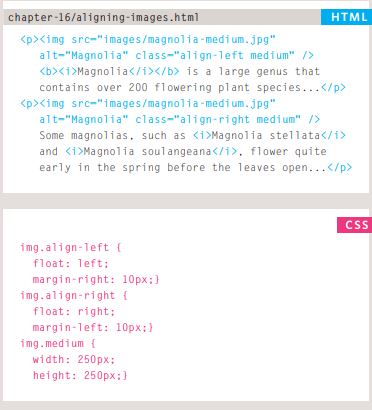 chapter-16/aligning-images.html HTML
<p><img src="images/magnolia-medium.jpg"
alt="Magnolia" class="align-left medium" />
<b><i>Magnolia</i></b> is a large genus that
contains over 200 flowering plant species...</p>
<p><img src="images/magnolia-medium.jpg"
alt="Magnolia" class="align-right medium" />
Some magnolias, such as <i>Magnolia stellata</i>
and <i>Magnolia soulangeana</i>, flower quite
early in the spring before the leaves open...</p>
CSS
img.align-left {
float: left;
margin-right: 10px;}
img.align-right {
float: right;
margin-left: 10px;}
img.medium {
width: 250px;
height: 250px;}